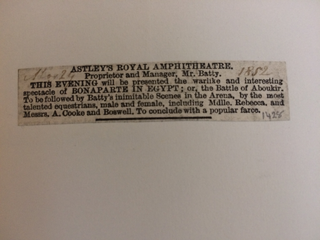 ASTLEY'S ROYAL AMPHITHEATRE,
Proprietor and Manager, Mr. Batty. 1852
THIS EVENING will be presented the warlike and interesting
spectacle of BONAPARTE IN EGYPT; or, the Battle of Aboukir.
To be followed by Batty's inimitable Scenes in the Arena, by the most
talented equestrians, male and female, including Mdlle. Rebecca, and
Messrs. A. Cooke and Boswell. To conclude with a popular farce.